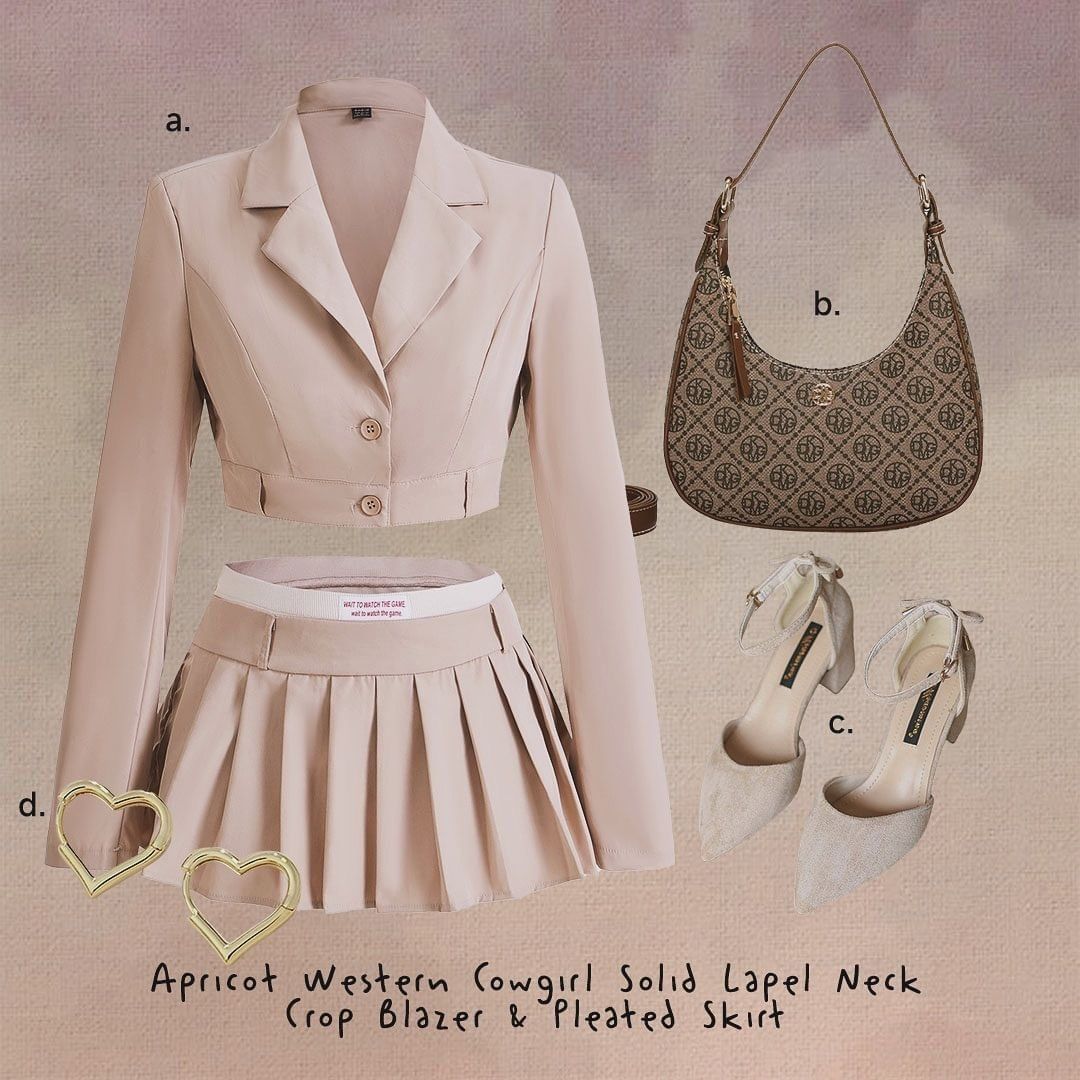 a.
b.
WAIT TO WATCH THE GAME
wait to watch the game.
c.
d.
Apricot Western Cowgirl Solid Lapel Neck
Crop Blazer & Pleated Skirt